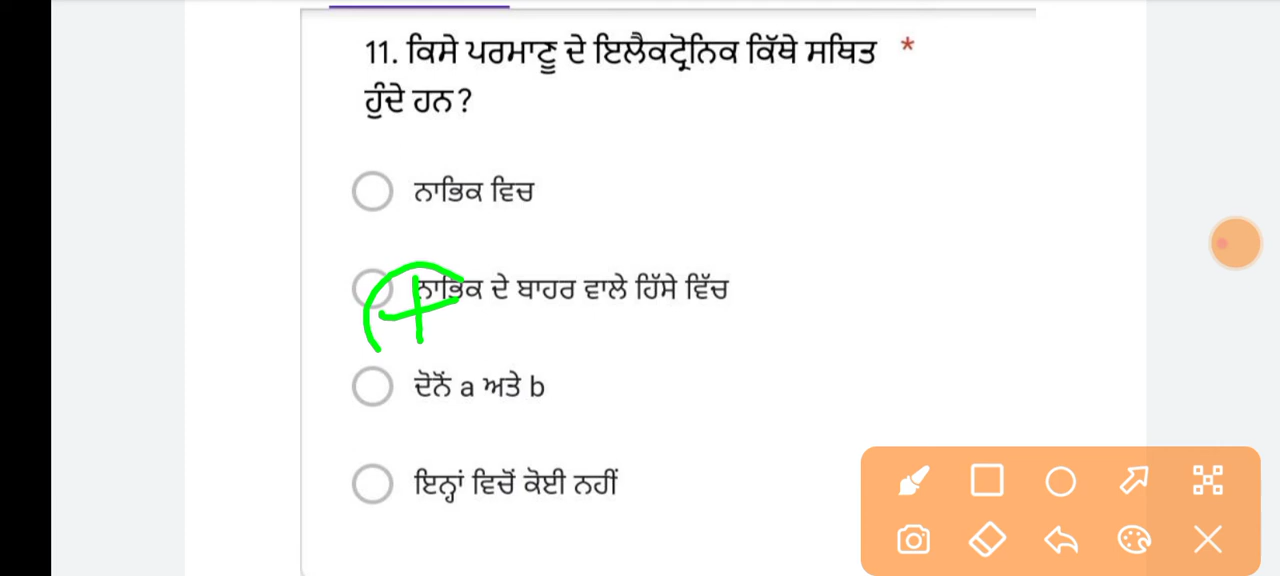 11. ਕਿਸੇ ਪਰਮਾਣੂ ਦੇ ਇਲੈਕਟ੍ਰੋਨਿਕ ਕਿੱਥੇ ਸਥਿਤ *
ਹੁੰਦੇ ਹਨ?
ਨਾਭਿਕ ਵਿਚ
ਨਾਭਿਕ ਦੇ ਬਾਹਰ ਵਾਲੇ ਹਿੱਸੇ ਵਿੱਚ
ਦੋਨੋਂ a ਅਤੇ b
ਇਨ੍ਹਾਂ ਵਿਚੋਂ ਕੋਈ ਨਹੀਂ